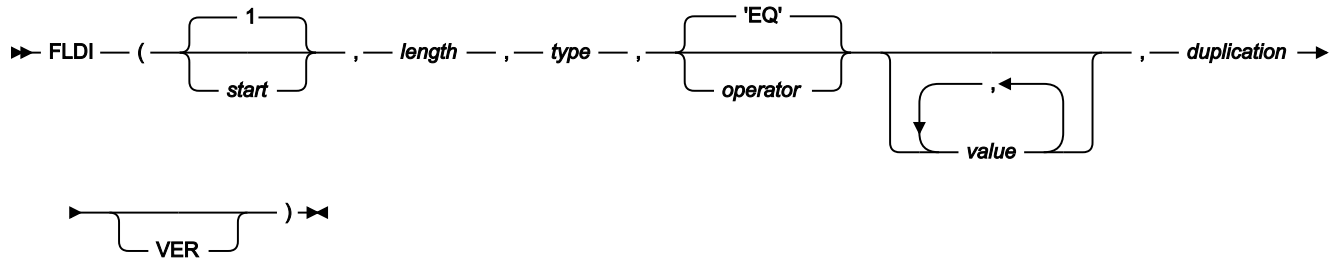 1 'EQ'
FLDI ( , length , type , , duplication
start operator ,
value
)
VER